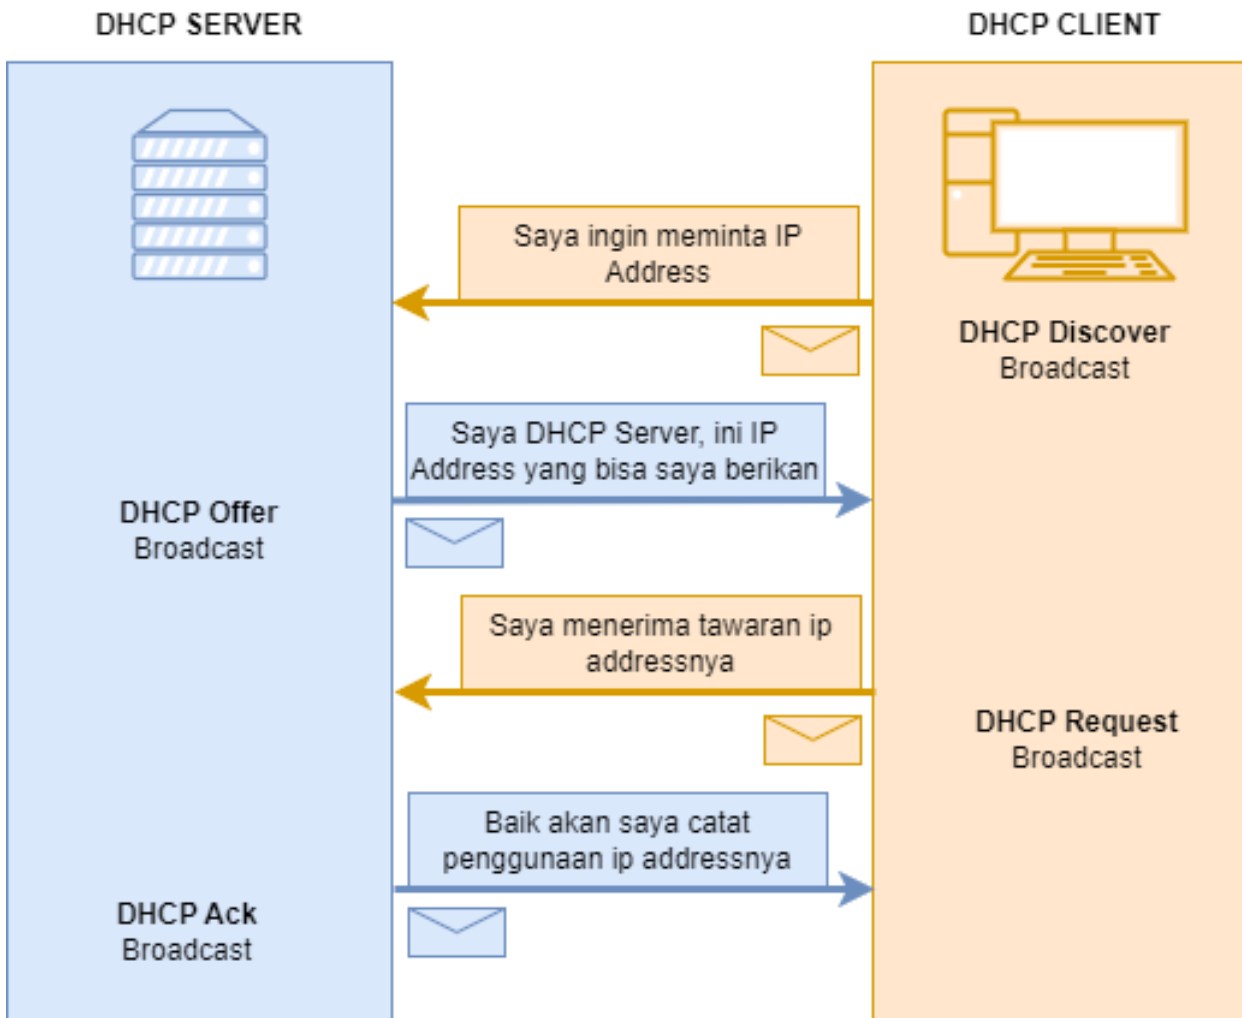 DHCP SERVER
DHCP CLIENT
Saya ingin meminta IP
Address
DHCP Discover
Broadcast
Saya DHCP Server, ini IP
Address yang bisa saya berikan
DHCP Offer
Broadcast
Saya menerima tawaran ip
addressnya
DHCP Request
Broadcast
Baik akan saya catat
penggunaan ip addressnya
DHCP Ack
Broadcast